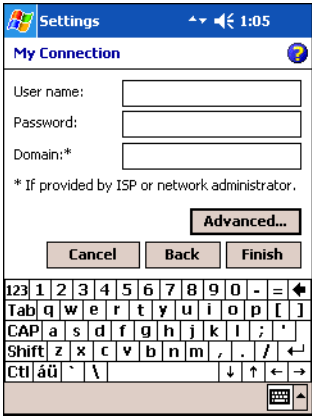 Settings 1:05
My Connection ?
User name:
Password:
Domain:*
* If provided by ISP or network administrator.
Advanced...
Cancel Back Finish
123 1 2 3 4 5 6 7 8 9 0 - = 🡸
Tab q w e r t y u i o p [ ]
CAP a s d f g h j k l ; '
Shift z x c v b n m , . / ↵
Ctl áü ` \ ↓ ↑ ← →